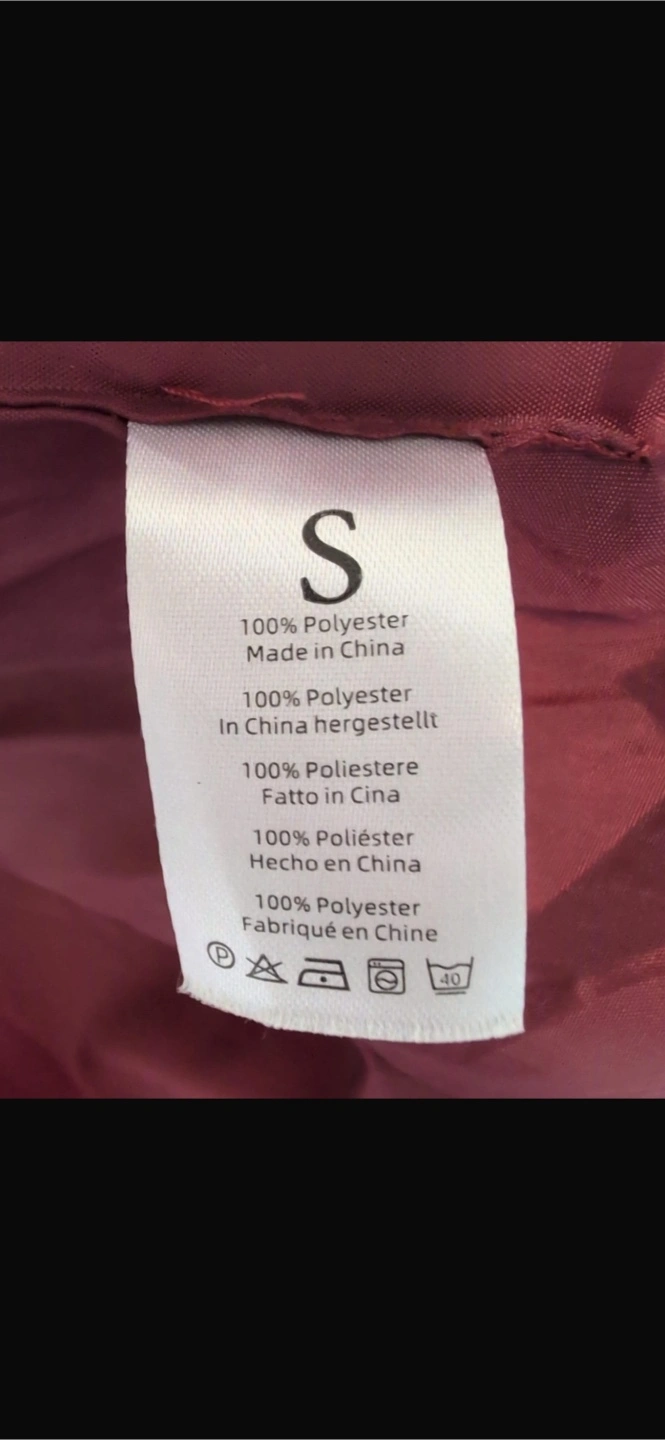 S
100% Polyester
Made in China
100% Polyester
In China hergestellt
100% Poliestere
Fatto in Cina
100% Poliéster
Hecho en China
100% Polyester
Fabriqué en Chine
P
40